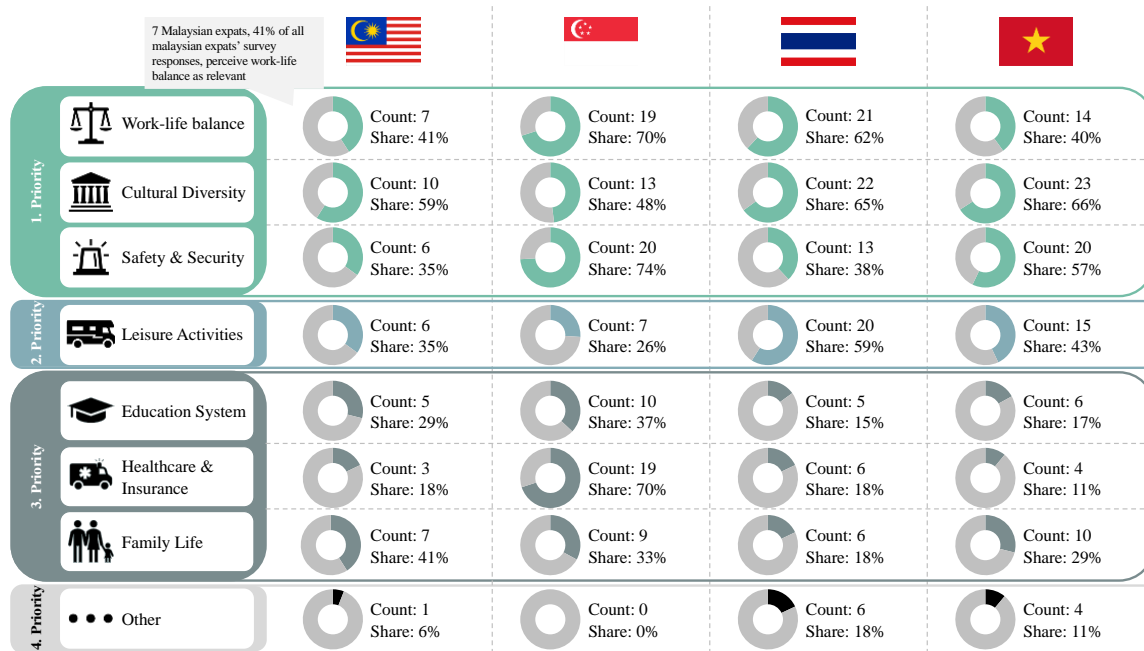 7 Malaysian expats, 41% of all
malaysian expats' survey
responses, perceive work-life
balance as relevant
1. Priority
Work-life balance
Count: 7
Share: 41%
Count: 19
Share: 70%
Count: 21
Share: 62%
Count: 14
Share: 40%
Cultural Diversity
Count: 10
Share: 59%
Count: 13
Share: 48%
Count: 22
Share: 65%
Count: 23
Share: 66%
Safety & Security
Count: 6
Share: 35%
Count: 20
Share: 74%
Count: 13
Share: 38%
Count: 20
Share: 57%
2. Priority
Leisure Activities
Count: 6
Share: 35%
Count: 7
Share: 26%
Count: 20
Share: 59%
Count: 15
Share: 43%
3. Priority
Education System
Count: 5
Share: 29%
Count: 10
Share: 37%
Count: 5
Share: 15%
Count: 6
Share: 17%
Healthcare &
Insurance
Count: 3
Share: 18%
Count: 19
Share: 70%
Count: 6
Share: 18%
Count: 4
Share: 11%
Family Life
Count: 7
Share: 41%
Count: 9
Share: 33%
Count: 6
Share: 18%
Count: 10
Share: 29%
4. Priority
Other
Count: 1
Share: 6%
Count: 0
Share: 0%
Count: 6
Share: 18%
Count: 4
Share: 11%